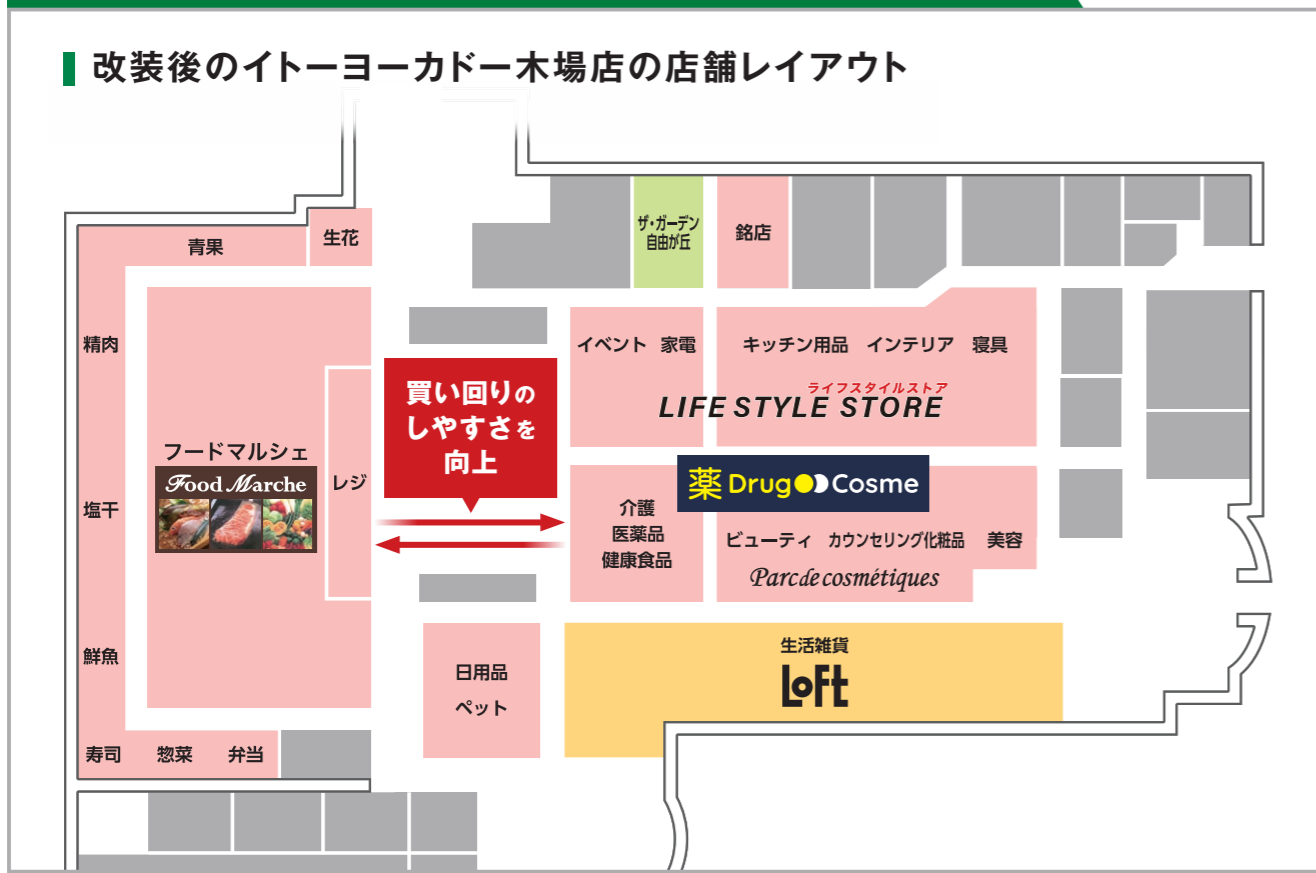 改装後のイトーヨーカドー木場店の店舗レイアウト
青果
生花
ザ・ガーデン
自由が丘
銘店
精肉
イベント 家電
キッチン用品 インテリア 寝具
ライフスタイルストア
LIFE STYLE STORE
買い回りの
しやすさを
向上
フードマルシェ
Food Marche
レジ
塩干
薬 Drug Cosme
介護
医薬品
健康食品
ビューティ カウンセリング化粧品 美容
Parc de cosmétiques
鮮魚
日用品
ペット
生活雑貨
LoFt
寿司 惣菜 弁当